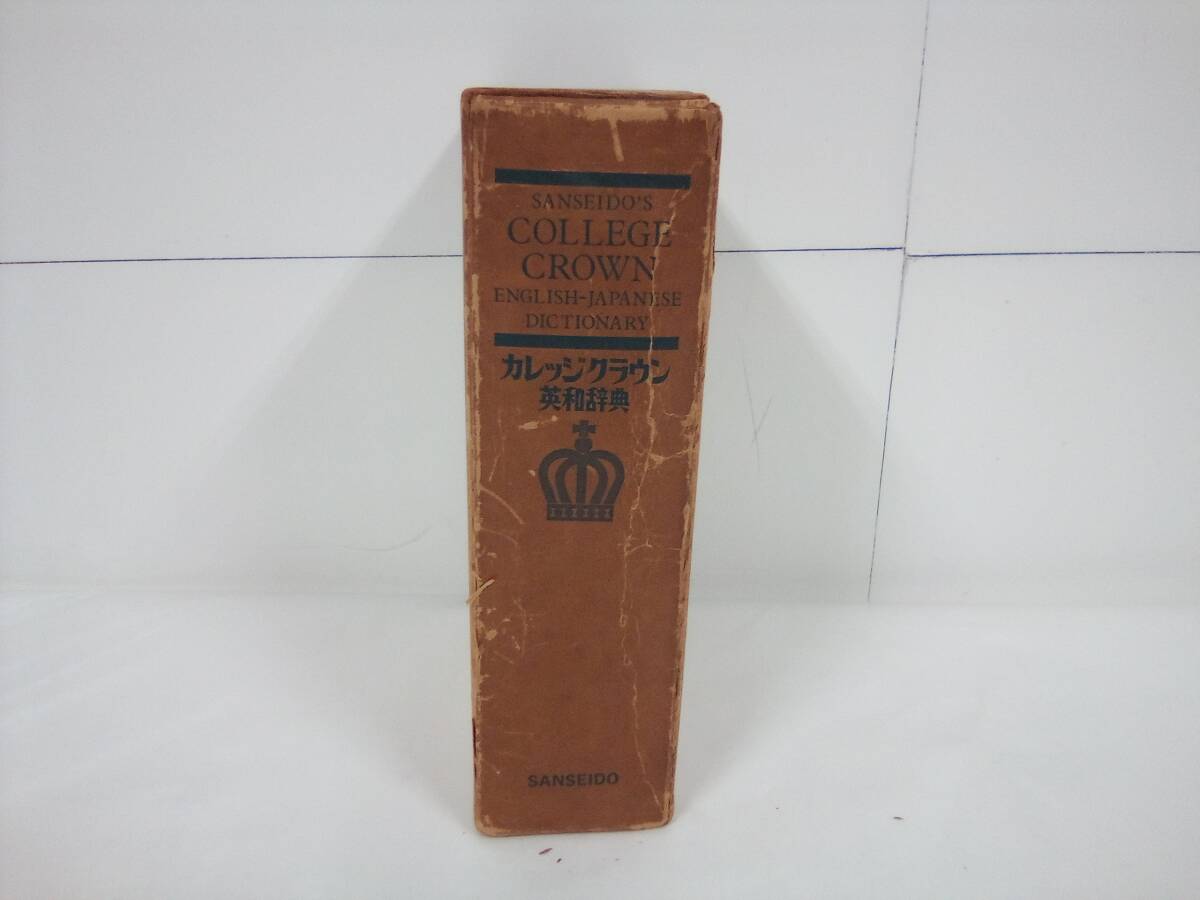 SANSEIDO'S
COLLEGE
CROWN
ENGLISH-JAPANESE
DICTIONARY
カレッジクラウン
英和辞典
SANSEIDO